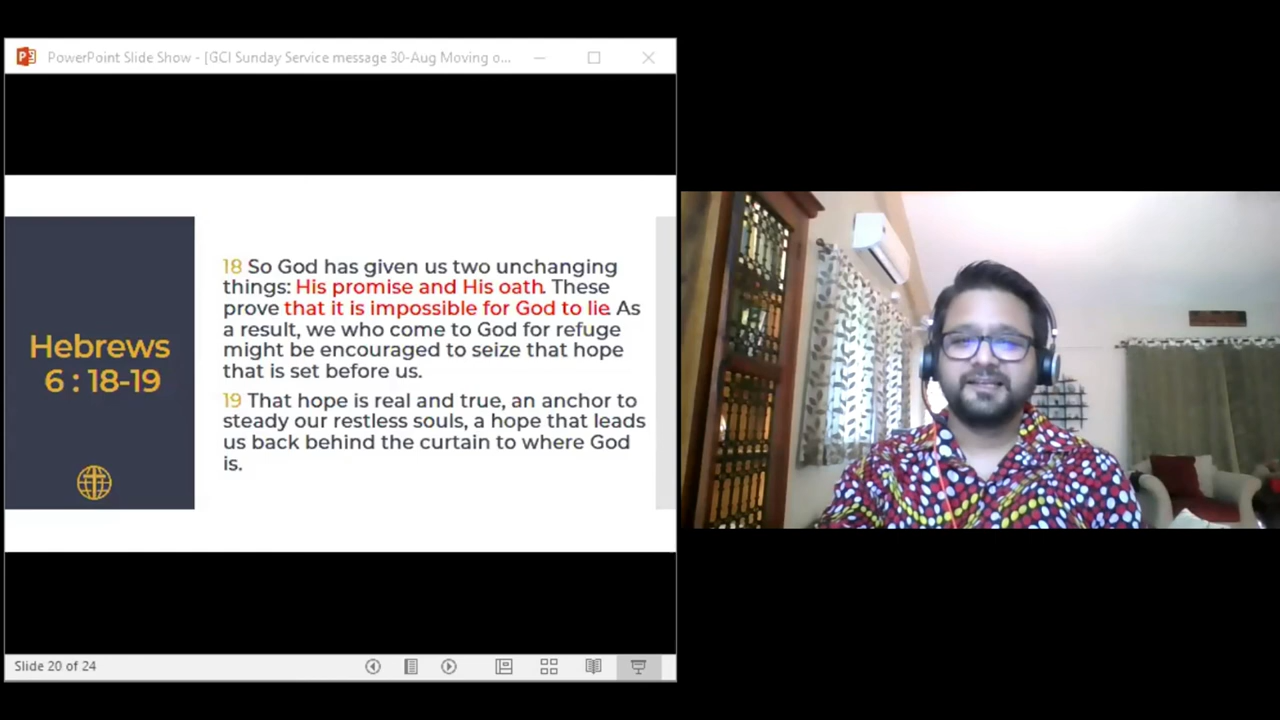 PowerPoint Slide Show - [GCI Sunday Service message 30-Aug Moving o...
Hebrews
6 : 18-19
18 So God has given us two unchanging
things: His promise and His oath. These
prove that it is impossible for God to lie. As
a result, we who come to God for refuge
might be encouraged to seize that hope
that is set before us.
19 That hope is real and true, an anchor to
steady our restless souls, a hope that leads
us back behind the curtain to where God
is.
Slide 20 of 24